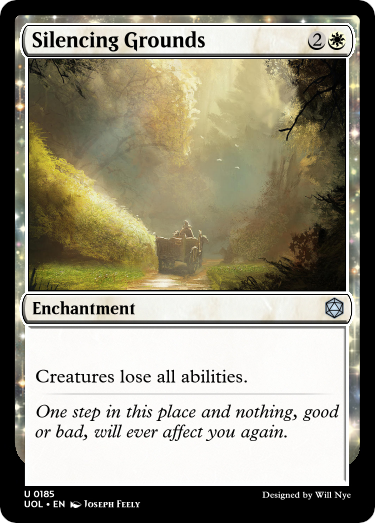 Silencing Grounds 2
Enchantment
Creatures lose all abilities.
One step in this place and nothing, good
or bad, will ever affect you again.
U 0185
UOL • EN Joseph Feely
Designed by Will Nye